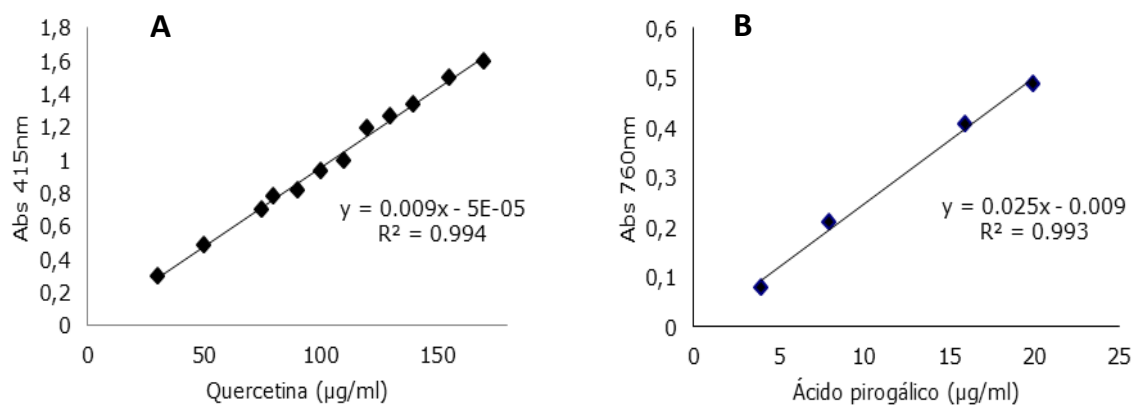 A
Abs 415nm
1,8
1,6
1,4
1,2
1
0,8
0,6
0,4
0,2
0
0 50 100 150
y = 0.009x - 5E-05
R² = 0.994
Quercetina (µg/ml)
B
Abs 760nm
0,6
0,5
0,4
0,3
0,2
0,1
0
0 5 10 15 20 25
y = 0.025x - 0.009
R² = 0.993
Ácido pirogálico (µg/ml)